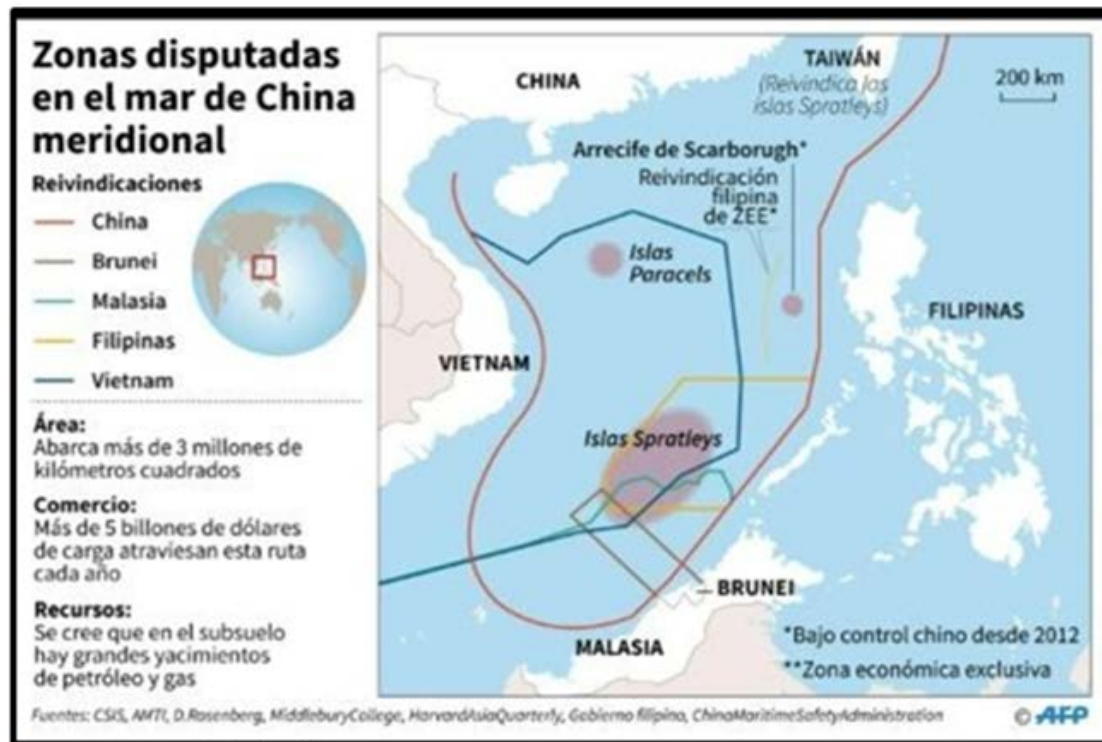 Zonas disputadas
en el mar de China
meridional
Reivindicaciones
China
Brunei
Malasia
Filipinas
Vietnam
Área:
Abarca más de 3 millones de
kilómetros cuadrados
Comercio:
Más de 5 billones de dólares
de carga atraviesan esta ruta
cada año
Recursos:
Se cree que en el subsuelo
hay grandes yacimientos
de petróleo y gas
CHINA
TAIWÁN
(Reivindica las
islas Spratleys)
200 km
Arrecife de Scarborugh*
Reivindicación
filipina
de ZEE*
Islas
Paracels
FILIPINAS
VIETNAM
Islas Spratleys
BRUNEI
MALASIA
*Bajo control chino desde 2012
**Zona económica exclusiva
Fuentes: CSIS, AMTI, D.Rosenberg, MiddleburyCollege, HarvardAsiaQuarterly, Gobierno filipino, ChinaMaritimeSafetyAdministration
© AFP